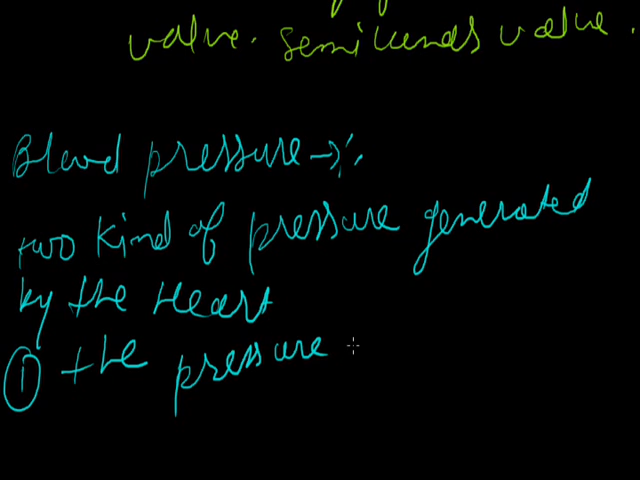 valve. semilunar valve.
Blood pressure →:.
two kind of pressure generated
by the Heart
① the pressure